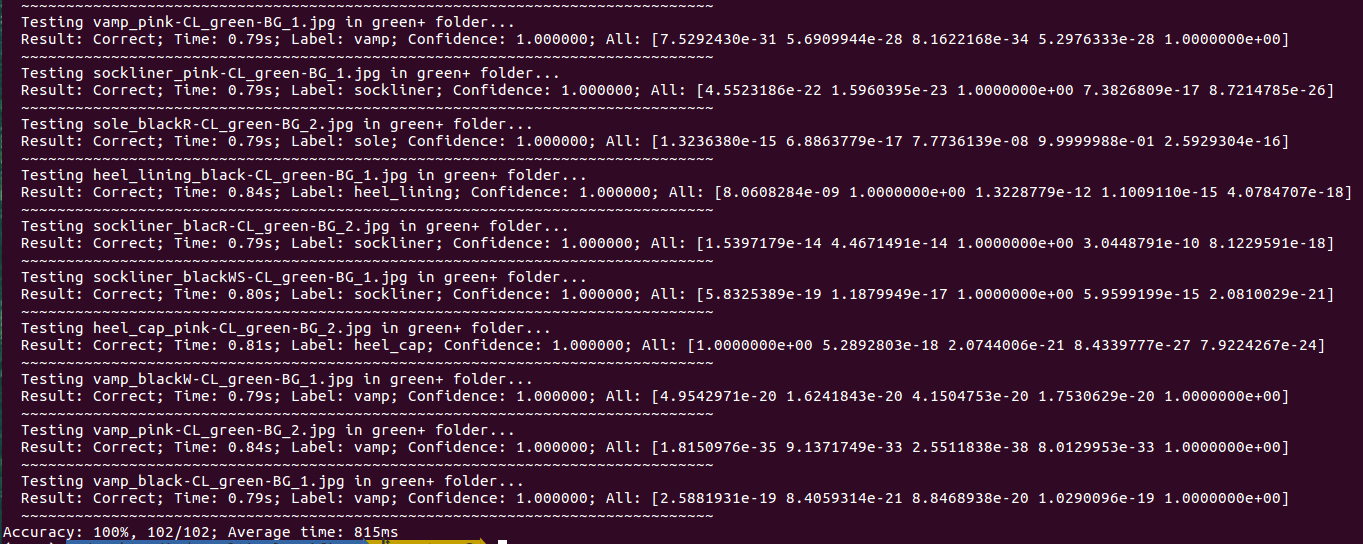 ~~~~~~~~~~~~~~~~~~~~~~~~~~~~~~~~~~~~~~~~~~~~~~~~~~~~~~~~~~~~~~~~~~~~~~~~~~~~~
Testing vamp_pink-CL_green-BG_1.jpg in green+ folder...
Result: Correct; Time: 0.79s; Label: vamp; Confidence: 1.000000; All: [7.5292430e-31 5.6909944e-28 8.1622168e-34 5.2976333e-28 1.0000000e+00]
~~~~~~~~~~~~~~~~~~~~~~~~~~~~~~~~~~~~~~~~~~~~~~~~~~~~~~~~~~~~~~~~~~~~~~~~~~~~~
Testing sockliner_pink-CL_green-BG_1.jpg in green+ folder...
Result: Correct; Time: 0.79s; Label: sockliner; Confidence: 1.000000; All: [4.5523186e-22 1.5960395e-23 1.0000000e+00 7.3826809e-17 8.7214785e-26]
~~~~~~~~~~~~~~~~~~~~~~~~~~~~~~~~~~~~~~~~~~~~~~~~~~~~~~~~~~~~~~~~~~~~~~~~~~~~~
Testing sole_blackR-CL_green-BG_2.jpg in green+ folder...
Result: Correct; Time: 0.79s; Label: sole; Confidence: 1.000000; All: [1.3236380e-15 6.8863779e-17 7.7736139e-08 9.9999988e-01 2.5929304e-16]
~~~~~~~~~~~~~~~~~~~~~~~~~~~~~~~~~~~~~~~~~~~~~~~~~~~~~~~~~~~~~~~~~~~~~~~~~~~~~
Testing heel_lining_black-CL_green-BG_1.jpg in green+ folder...
Result: Correct; Time: 0.84s; Label: heel_lining; Confidence: 1.000000; All: [8.0608284e-09 1.0000000e+00 1.3228779e-12 1.1009110e-15 4.0784707e-18]
~~~~~~~~~~~~~~~~~~~~~~~~~~~~~~~~~~~~~~~~~~~~~~~~~~~~~~~~~~~~~~~~~~~~~~~~~~~~~
Testing sockliner_blacR-CL_green-BG_2.jpg in green+ folder...
Result: Correct; Time: 0.79s; Label: sockliner; Confidence: 1.000000; All: [1.5397179e-14 4.4671491e-14 1.0000000e+00 3.0448791e-10 8.1229591e-18]
~~~~~~~~~~~~~~~~~~~~~~~~~~~~~~~~~~~~~~~~~~~~~~~~~~~~~~~~~~~~~~~~~~~~~~~~~~~~~
Testing sockliner_blackWS-CL_green-BG_1.jpg in green+ folder...
Result: Correct; Time: 0.80s; Label: sockliner; Confidence: 1.000000; All: [5.8325389e-19 1.1879949e-17 1.0000000e+00 5.9599199e-15 2.0810029e-21]
~~~~~~~~~~~~~~~~~~~~~~~~~~~~~~~~~~~~~~~~~~~~~~~~~~~~~~~~~~~~~~~~~~~~~~~~~~~~~
Testing heel_cap_pink-CL_green-BG_2.jpg in green+ folder...
Result: Correct; Time: 0.81s; Label: heel_cap; Confidence: 1.000000; All: [1.0000000e+00 5.2892803e-18 2.0744006e-21 8.4339777e-27 7.9224267e-24]
~~~~~~~~~~~~~~~~~~~~~~~~~~~~~~~~~~~~~~~~~~~~~~~~~~~~~~~~~~~~~~~~~~~~~~~~~~~~~
Testing vamp_blackW-CL_green-BG_1.jpg in green+ folder...
Result: Correct; Time: 0.79s; Label: vamp; Confidence: 1.000000; All: [4.9542971e-20 1.6241843e-20 4.1504753e-20 1.7530629e-20 1.0000000e+00]
~~~~~~~~~~~~~~~~~~~~~~~~~~~~~~~~~~~~~~~~~~~~~~~~~~~~~~~~~~~~~~~~~~~~~~~~~~~~~
Testing vamp_pink-CL_green-BG_2.jpg in green+ folder...
Result: Correct; Time: 0.84s; Label: vamp; Confidence: 1.000000; All: [1.8150976e-35 9.1371749e-33 2.5511838e-38 8.0129953e-33 1.0000000e+00]
~~~~~~~~~~~~~~~~~~~~~~~~~~~~~~~~~~~~~~~~~~~~~~~~~~~~~~~~~~~~~~~~~~~~~~~~~~~~~
Testing vamp_black-CL_green-BG_1.jpg in green+ folder...
Result: Correct; Time: 0.79s; Label: vamp; Confidence: 1.000000; All: [2.5881931e-19 8.4059314e-21 8.8468938e-20 1.0290096e-19 1.0000000e+00]
~~~~~~~~~~~~~~~~~~~~~~~~~~~~~~~~~~~~~~~~~~~~~~~~~~~~~~~~~~~~~~~~~~~~~~~~~~~~~
Accuracy: 100%, 102/102; Average time: 815ms